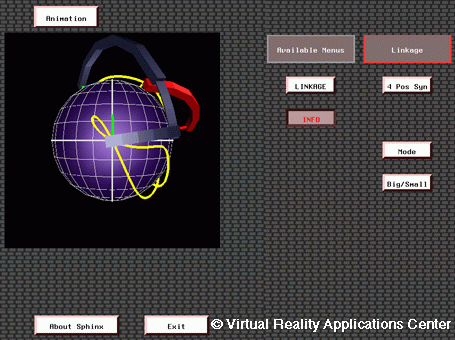 Animation
Available Menus
Linkage
LINKAGE
4 Pos Syn
INFO
Mode
Big/Small
About Sphinx
Exit
© Virtual Reality Applications Center